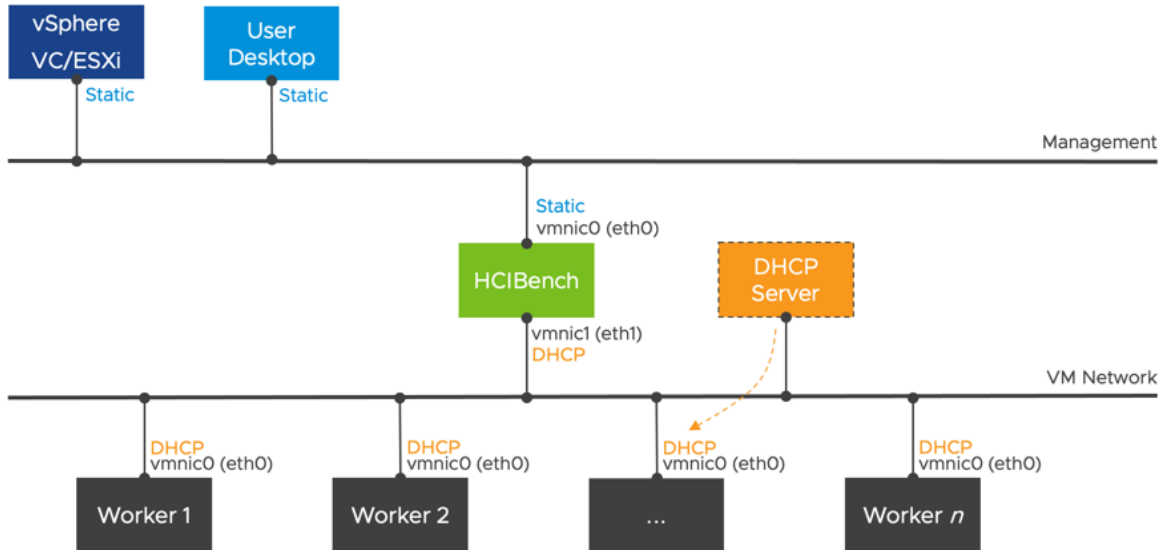 vSphere
VC/ESXi
User
Desktop
Static
Static
Management
Static
vmnic0 (eth0)
HCIBench
DHCP
Server
vmnic1 (eth1)
DHCP
VM Network
DHCP
vmnic0 (eth0)
DHCP
vmnic0 (eth0)
DHCP
vmnic0 (eth0)
DHCP
vmnic0 (eth0)
Worker 1
Worker 2
...
Worker n